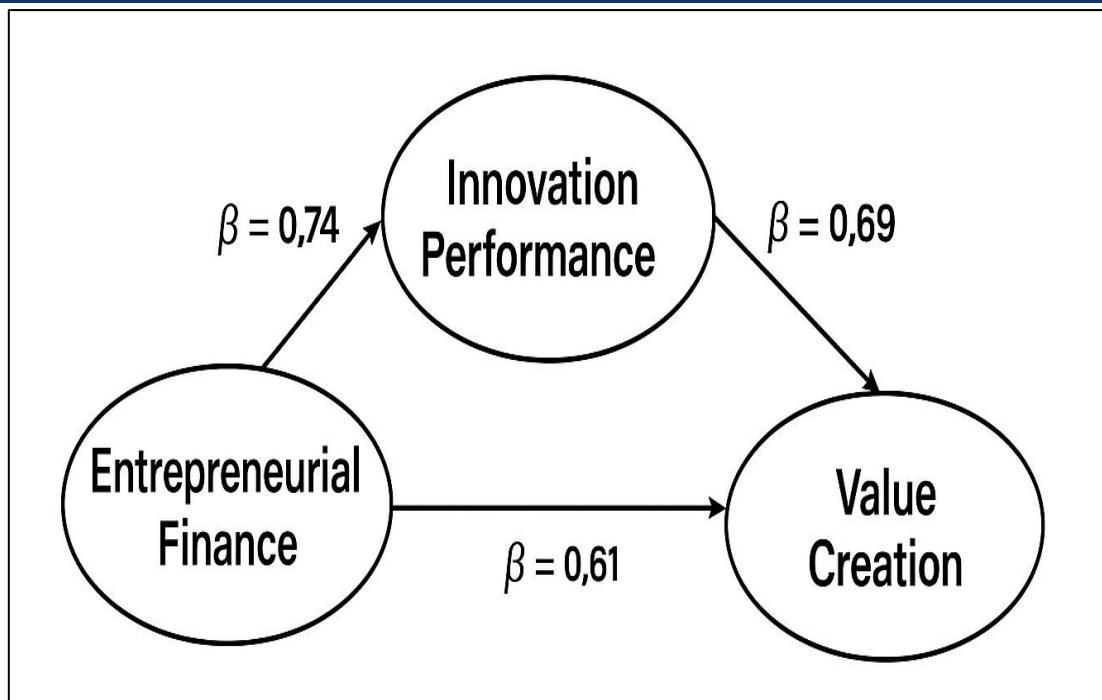 Innovation
Performance
β = 0,74
β = 0,69
Entrepreneurial
Finance
β = 0,61
Value
Creation